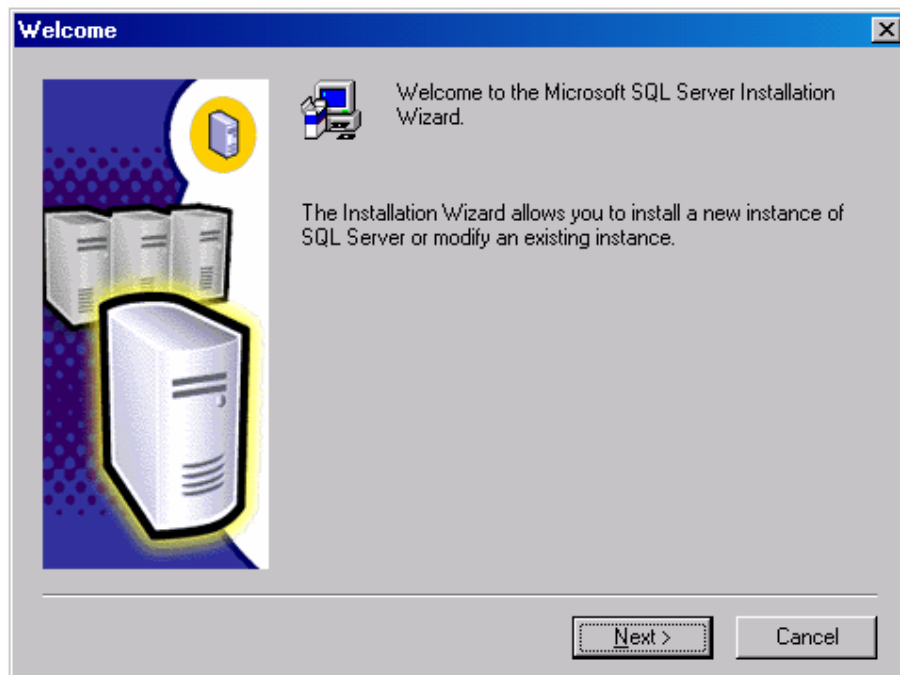 Welcome
Welcome to the Microsoft SQL Server Installation
Wizard.
The Installation Wizard allows you to install a new instance of
SQL Server or modify an existing instance.
Next >
Cancel